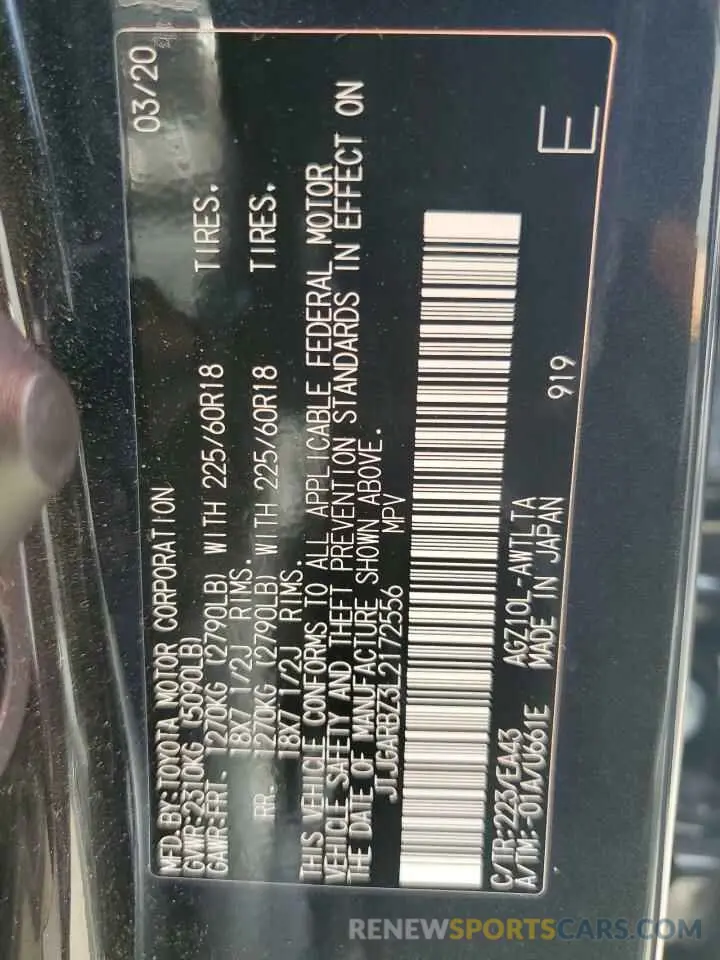 MFD.BY:TOYOTA MOTOR CORPORATION 03/20
GVWR:2310KG (5090LB)
GAWR:FRT. 1270KG (2790LB) WITH 225/60R18 TIRES.
18X7 1/2J RIMS.
RR. 1270KG (2790LB) WITH 225/60R18 TIRES.
18X7 1/2J RIMS.
THIS VEHICLE CONFORMS TO ALL APPLICABLE FEDERAL MOTOR
VEHICLE SAFETY AND THEFT PREVENTION STANDARDS IN EFFECT ON
THE DATE OF MANUFACTURE SHOWN ABOVE.
JTJGARBZ3L2172556 MPV
C/TR:223/EA43 AGZ10L-AWTLTA 919 E
A/TM:-01A/U661E MADE IN JAPAN
RENEWSPORTSCARS.COM